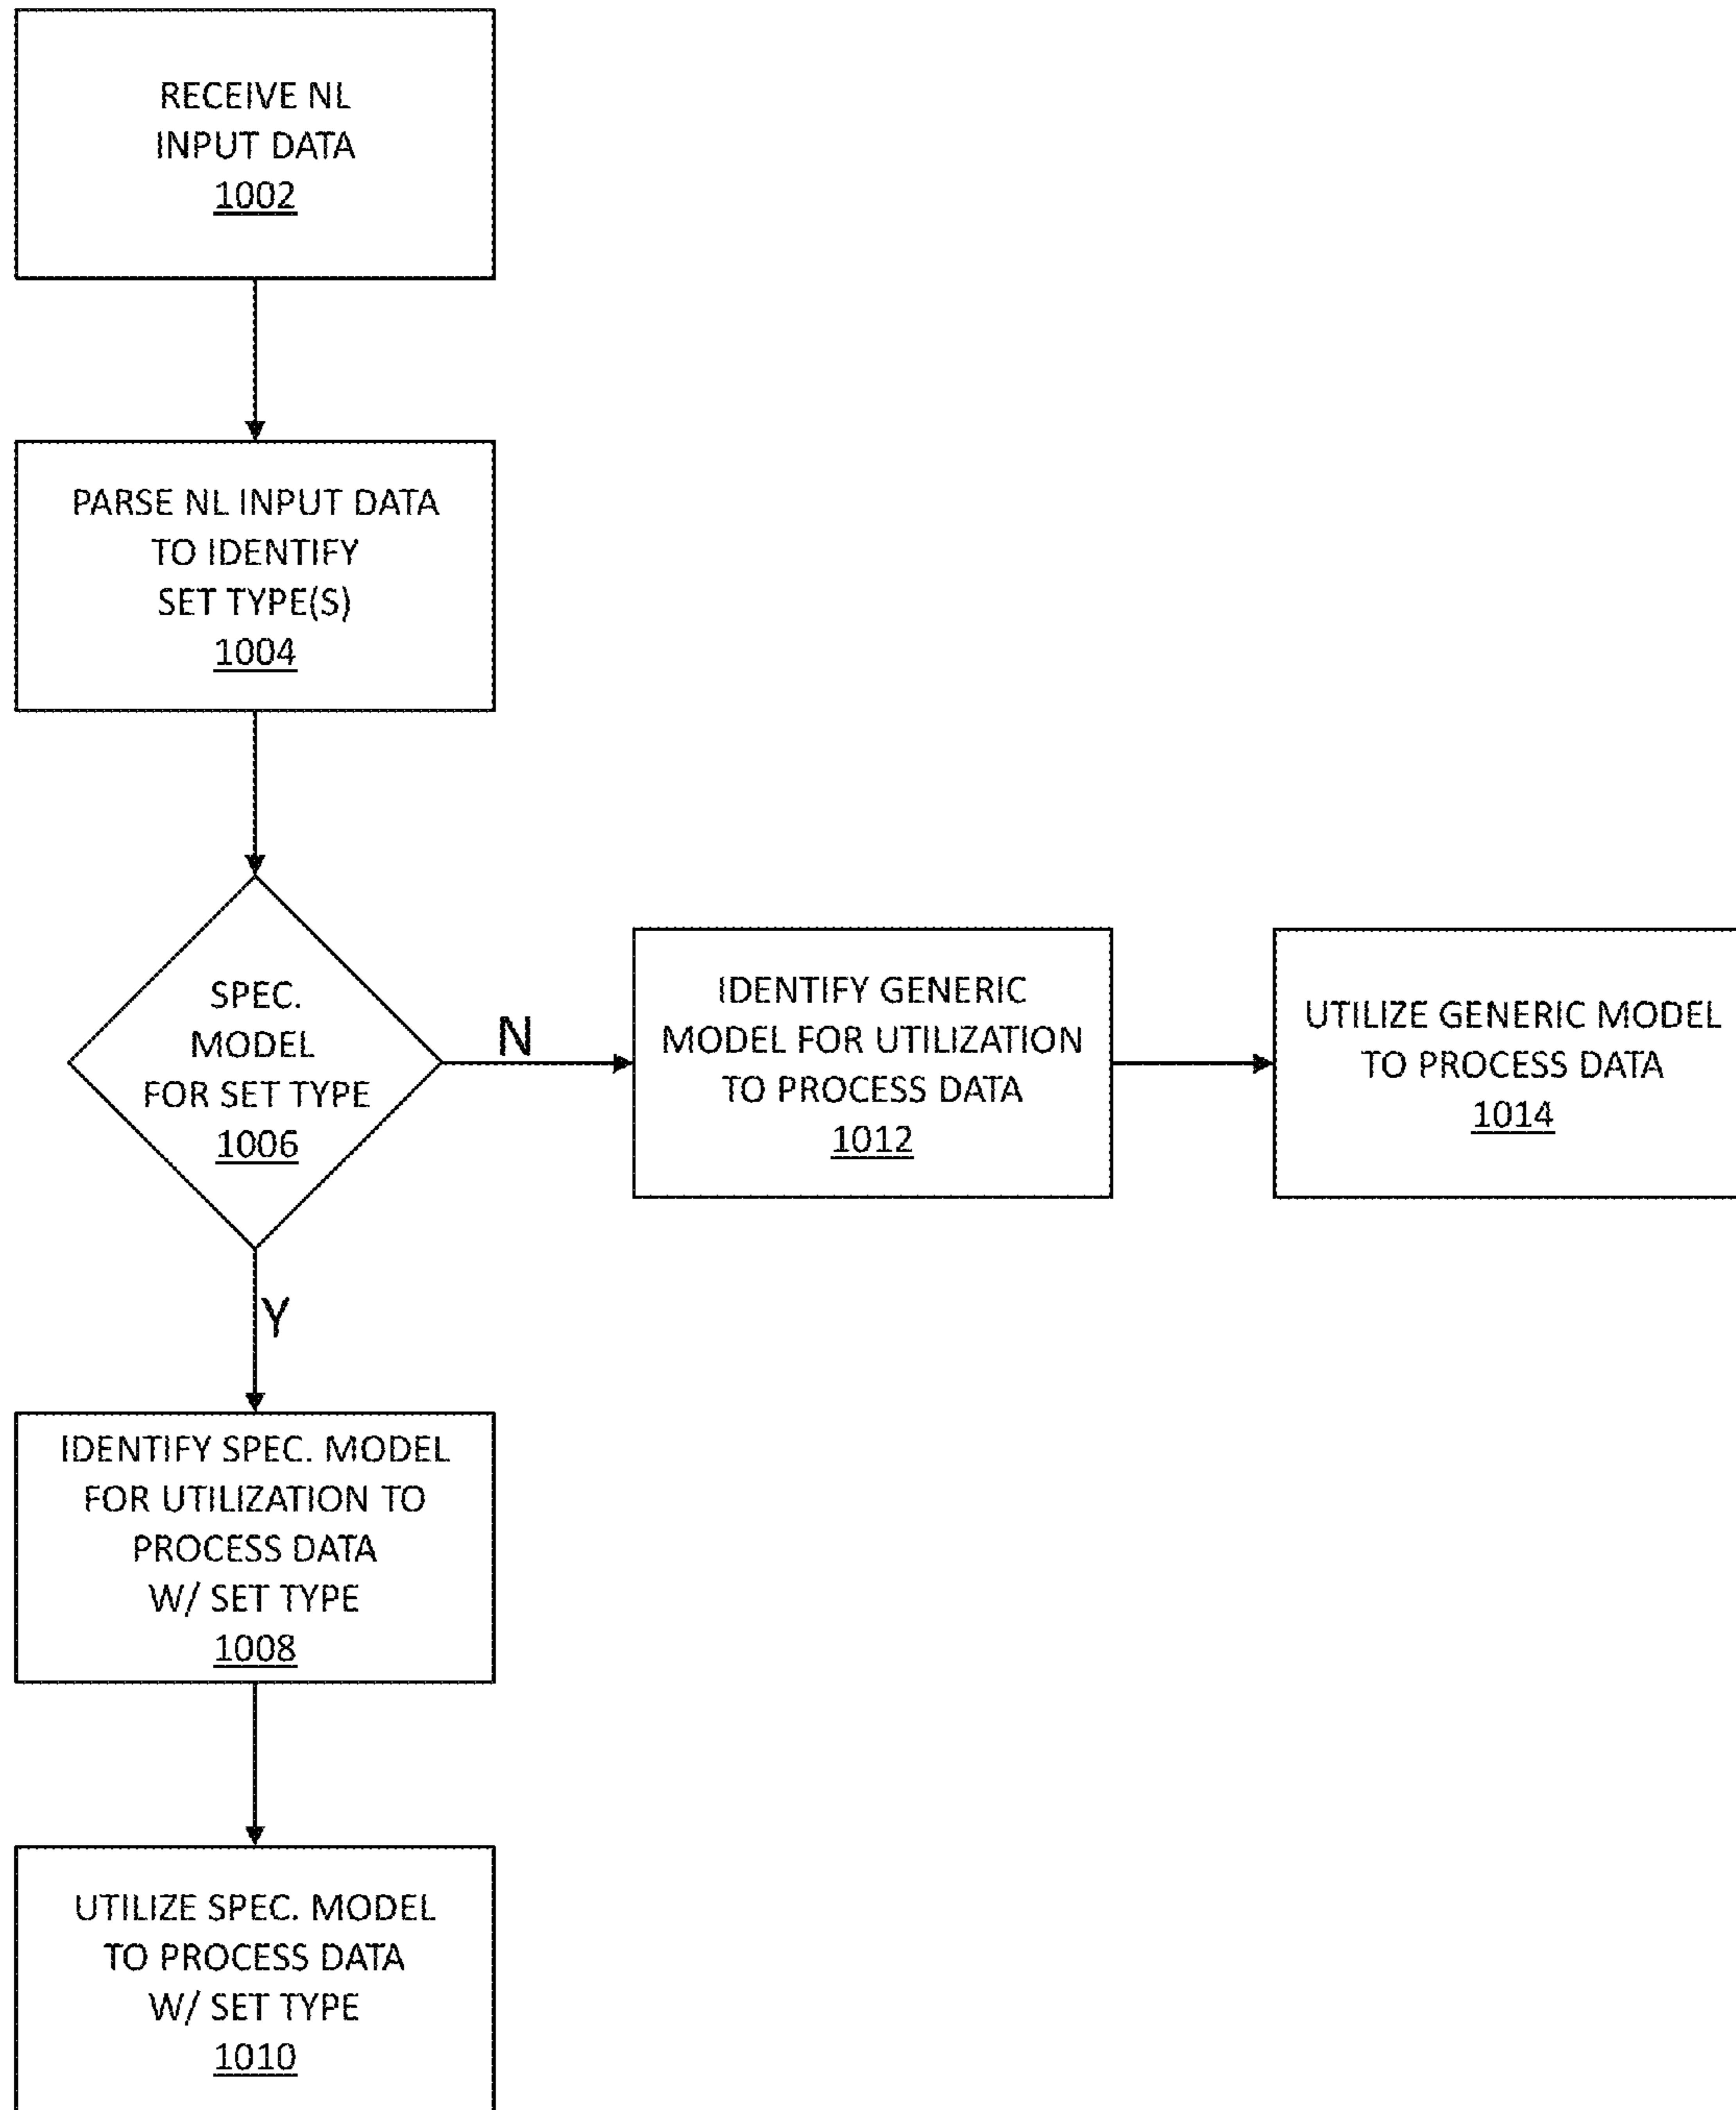 RECEIVE NL
INPUT DATA
1002
PARSE NL INPUT DATA
TO IDENTIFY
SET TYPE(S)
1004
SPEC.
MODEL
FOR SET TYPE
1006
N
IDENTIFY GENERIC
MODEL FOR UTILIZATION
TO PROCESS DATA
1012
UTILIZE GENERIC MODEL
TO PROCESS DATA
1014
Y
IDENTIFY SPEC. MODEL
FOR UTILIZATION TO
PROCESS DATA
W/ SET TYPE
1008
UTILIZE SPEC. MODEL
TO PROCESS DATA
W/ SET TYPE
1010